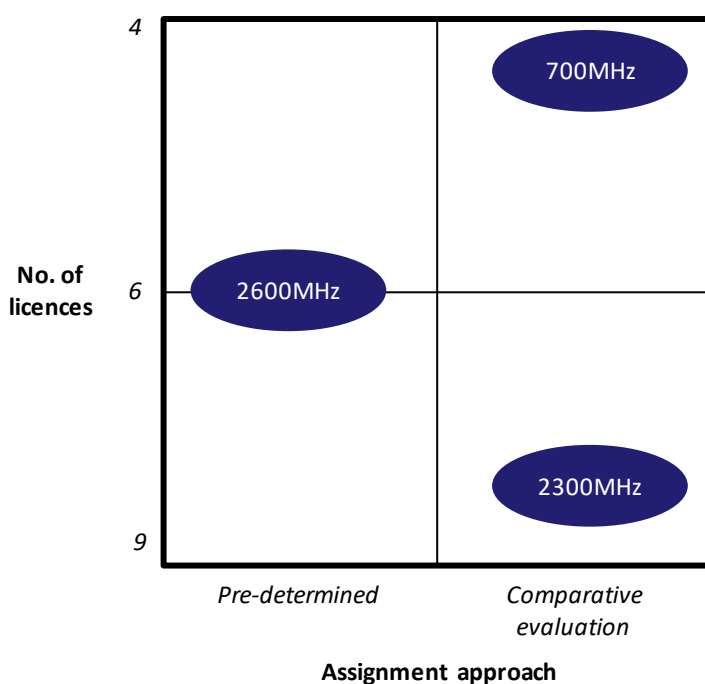 4
700MHz
No. of
licences
6
2600MHz
2300MHz
9
Pre-determined
Comparative
evaluation
Assignment approach